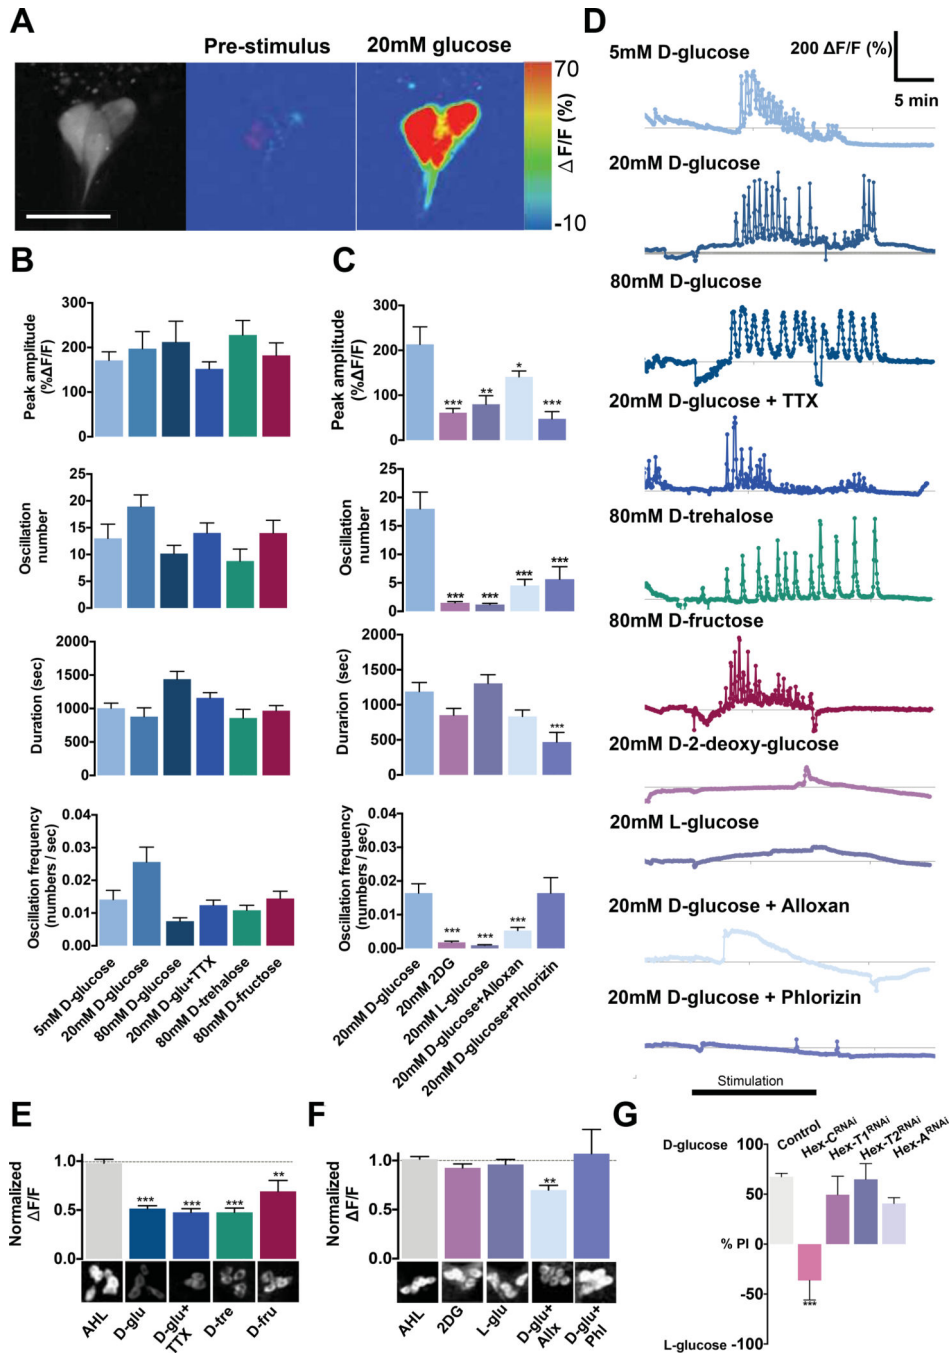 A
Pre-stimulus
20mM glucose
70
ΔF/F (%)
-10
B
Peak amplitude
(%ΔF/F)
300
200
100
0
Oscillation
number
25
20
15
10
5
0
Duration (sec)
2000
1500
1000
500
0
Oscillation frequency
(numbers / sec)
0.04
0.03
0.02
0.01
0.00
5mM D-glucose
20mM D-glucose
80mM D-glucose
20mM D-glu+TTX
80mM D-trehalose
80mM D-fructose
C
Peak amplitude
(%ΔF/F)
300
200
100
0
*** ** * ***
Oscillation
number
25
20
15
10
5
0
*** *** *** ***
Durarion (sec)
2000
1500
1000
500
0
***
Oscillation frequency
(numbers / sec)
0.04
0.03
0.02
0.01
0.00
*** *** ***
20mM D-glucose
20mM 2DG
20mM L-glucose
20mM D-glucose+Alloxan
20mM D-glucose+Phlorizin
D
200 ΔF/F (%)
5 min
5mM D-glucose
20mM D-glucose
80mM D-glucose
20mM D-glucose + TTX
80mM D-trehalose
80mM D-fructose
20mM D-2-deoxy-glucose
20mM L-glucose
20mM D-glucose + Alloxan
20mM D-glucose + Phlorizin
Stimulation
E
Normalized
ΔF/F
1.0
0.5
0.0
*** *** *** **
AHL
D-glu
D-glu+
TTX
D-tre
D-fru
F
Normalized
ΔF/F
1.0
0.5
0.0
**
AHL
2DG
L-glu
D-glu+
Allx
D-glu+
Phl
G
Control
Hex-C^RNAi
Hex-T1^RNAi
Hex-T2^RNAi
Hex-A^RNAi
D-glucose 100
50
% PI 0
-50
L-glucose -100
***